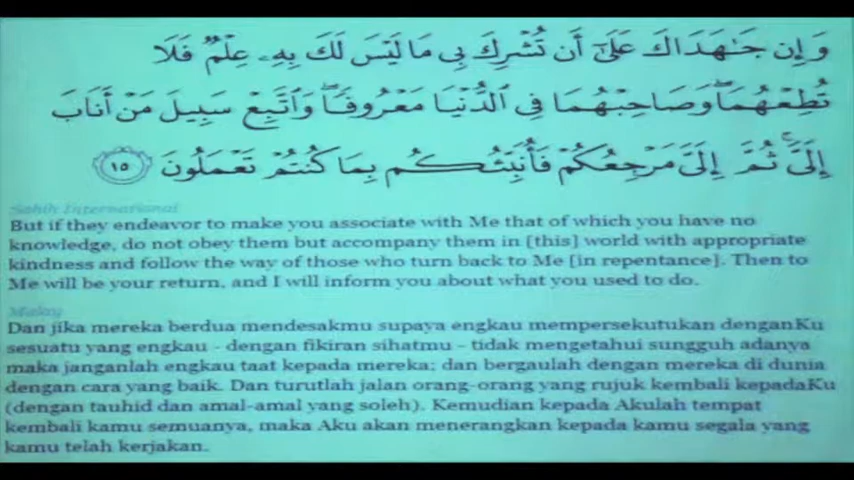 وَإِن جَـٰهَدَاكَ عَلَىٰٓ أَن تُشْرِكَ بِى مَا لَيْسَ لَكَ بِهِۦ عِلْمٌ فَلَا
تُطِعْهُمَا ۖ وَصَاحِبْهُمَا فِى ٱلدُّنْيَا مَعْرُوفًا ۖ وَٱتَّبِعْ سَبِيلَ مَنْ أَنَابَ
إِلَىَّ ۚ ثُمَّ إِلَىَّ مَرْجِعُكُمْ فَأُنَبِّئُكُم بِمَا كُنتُمْ تَعْمَلُونَ ١٥
Sahih International
But if they endeavor to make you associate with Me that of which you have no
knowledge, do not obey them but accompany them in [this] world with appropriate
kindness and follow the way of those who turn back to Me [in repentance]. Then to
Me will be your return, and I will inform you about what you used to do.
Malay
Dan jika mereka berdua mendesakmu supaya engkau mempersekutukan denganKu
sesuatu yang engkau - dengan fikiran sihatmu - tidak mengetahui sungguh adanya
maka janganlah engkau taat kepada mereka; dan bergaulah dengan mereka di dunia
dengan cara yang baik. Dan turutlah jalan orang-orang yang rujuk kembali kepadaKu
(dengan tauhid dan amal-amal yang soleh). Kemudian kepada Akulah tempat
kembali kamu semuanya, maka Aku akan menerangkan kepada kamu segala yang
kamu telah kerjakan.